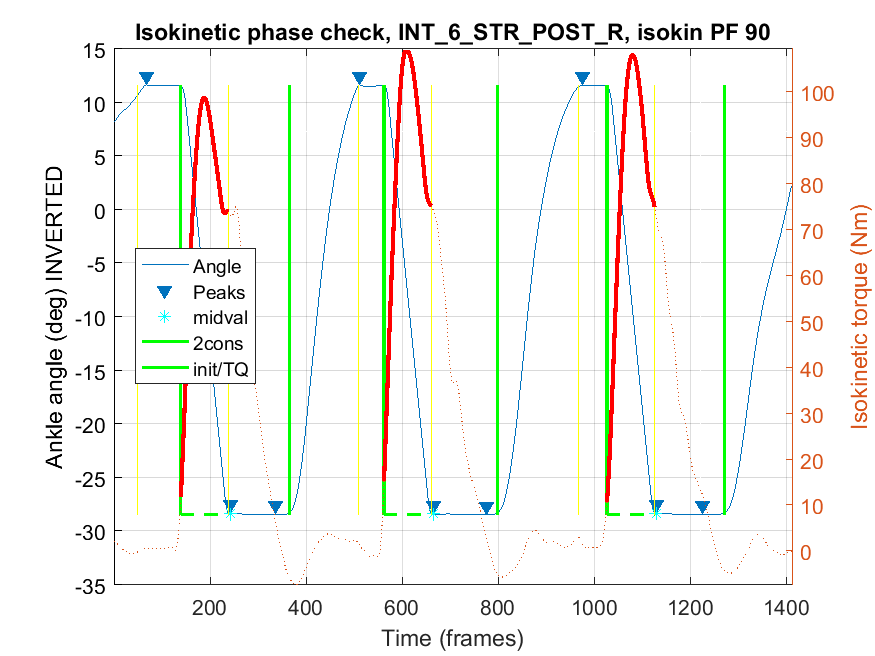 Isokinetic phase check, INT_6_STR_POST_R, isokin PF 90
Ankle angle (deg) INVERTED
15
10
5
0
-5
-10
-15
-20
-25
-30
-35
Angle
Peaks
midval
2cons
init/TQ
100
90
80
70
60
50
40
30
20
10
0
Isokinetic torque (Nm)
200 400 600 800 1000 1200 1400
Time (frames)